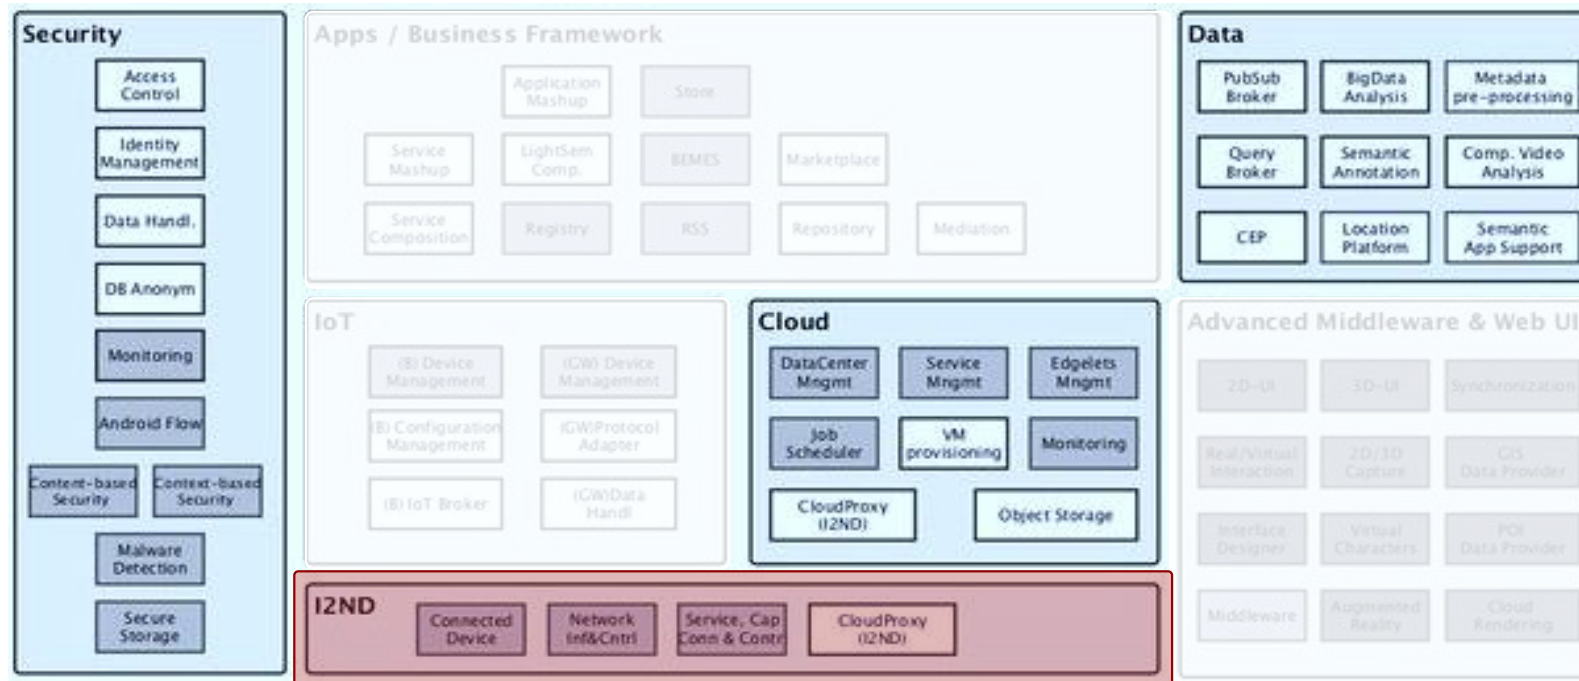 Security
Access
Control
Identity
Management
Data Handl.
DB Anonym
Monitoring
Android Flow
Content-based
Security
Context-based
Security
Malware
Detection
Secure
Storage
Apps / Business Framework
Application
Mashup
Store
Service
Mashup
LightSem
Comp.
BEMES
Marketplace
Service
Composition
Registry
RSS
Repository
Mediation
Data
PubSub
Broker
BigData
Analysis
Metadata
pre-processing
Query
Broker
Semantic
Annotation
Comp. Video
Analysis
CEP
Location
Platform
Semantic
App Support
IoT
(B) Device
Management
(GW) Device
Management
(B) Configuration
Management
(GW)Protocol
Adapter
(B) IoT Broker
(GW)Data
Handl
Cloud
DataCenter
Mngmt
Service
Mngmt
Edgelets
Mngmt
Job
Scheduler
VM
provisioning
Monitoring
CloudProxy
(I2ND)
Object Storage
Advanced Middleware & Web UI
2D-UI
3D-UI
Synchronization
Real/Virtual
Interaction
2D/3D
Capture
GIS
Data Provider
Interface
Designer
Virtual
Characters
POI
Data Provider
Middleware
Augmented
Reality
Cloud
Rendering
I2ND
Connected
Device
Network
Inf&Cntrl
Service, Cap
Conn & Contr
CloudProxy
(I2ND)